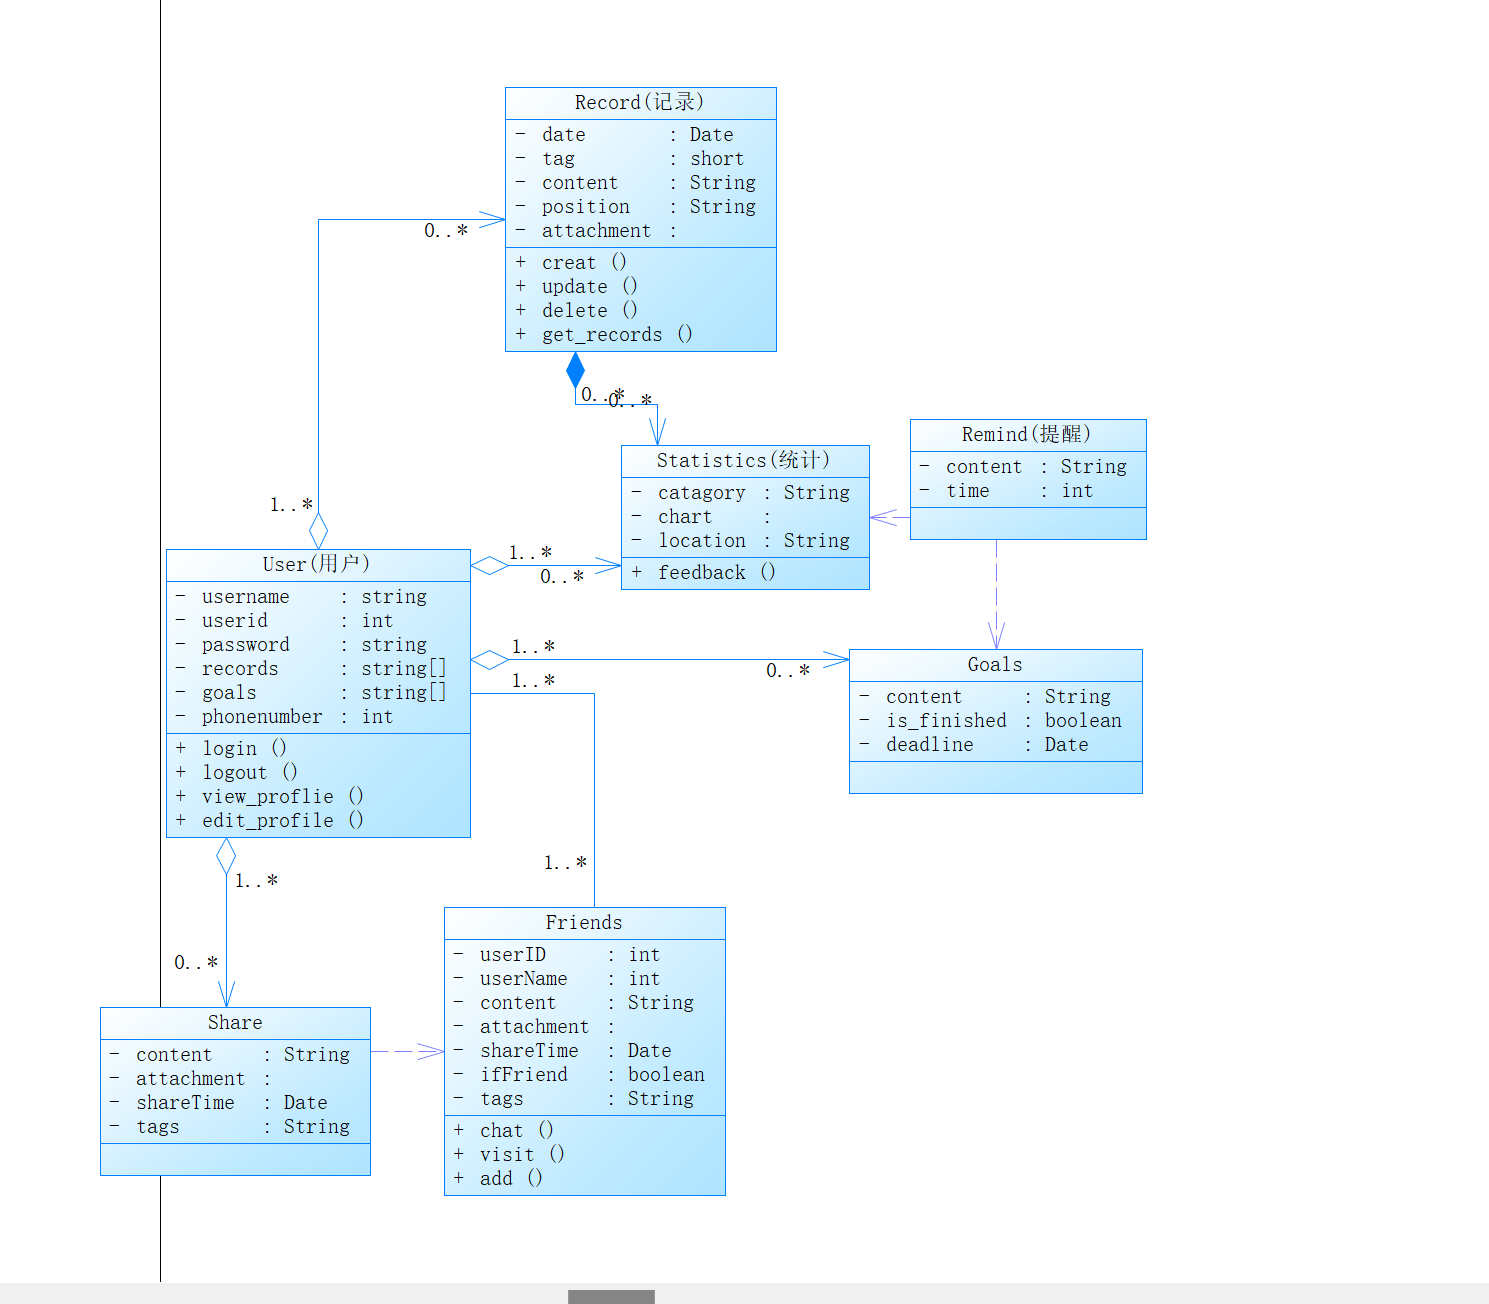 Record(记录)
- date : Date
- tag : short
- content : String
- position : String
- attachment :
+ creat ()
+ update ()
+ delete ()
+ get_records ()
0..*
1..*
0..*
0..*
Statistics(统计)
- catagory : String
- chart :
- location : String
+ feedback ()
Remind(提醒)
- content : String
- time : int
User(用户)
- username : string
- userid : int
- password : string
- records : string[]
- goals : string[]
- phonenumber : int
+ login ()
+ logout ()
+ view_proflie ()
+ edit_profile ()
1..*
0..*
1..*
0..*
1..*
1..*
Goals
- content : String
- is_finished : boolean
- deadline : Date
1..*
0..*
Share
- content : String
- attachment :
- shareTime : Date
- tags : String
Friends
- userID : int
- userName : int
- content : String
- attachment :
- shareTime : Date
- ifFriend : boolean
- tags : String
+ chat ()
+ visit ()
+ add ()